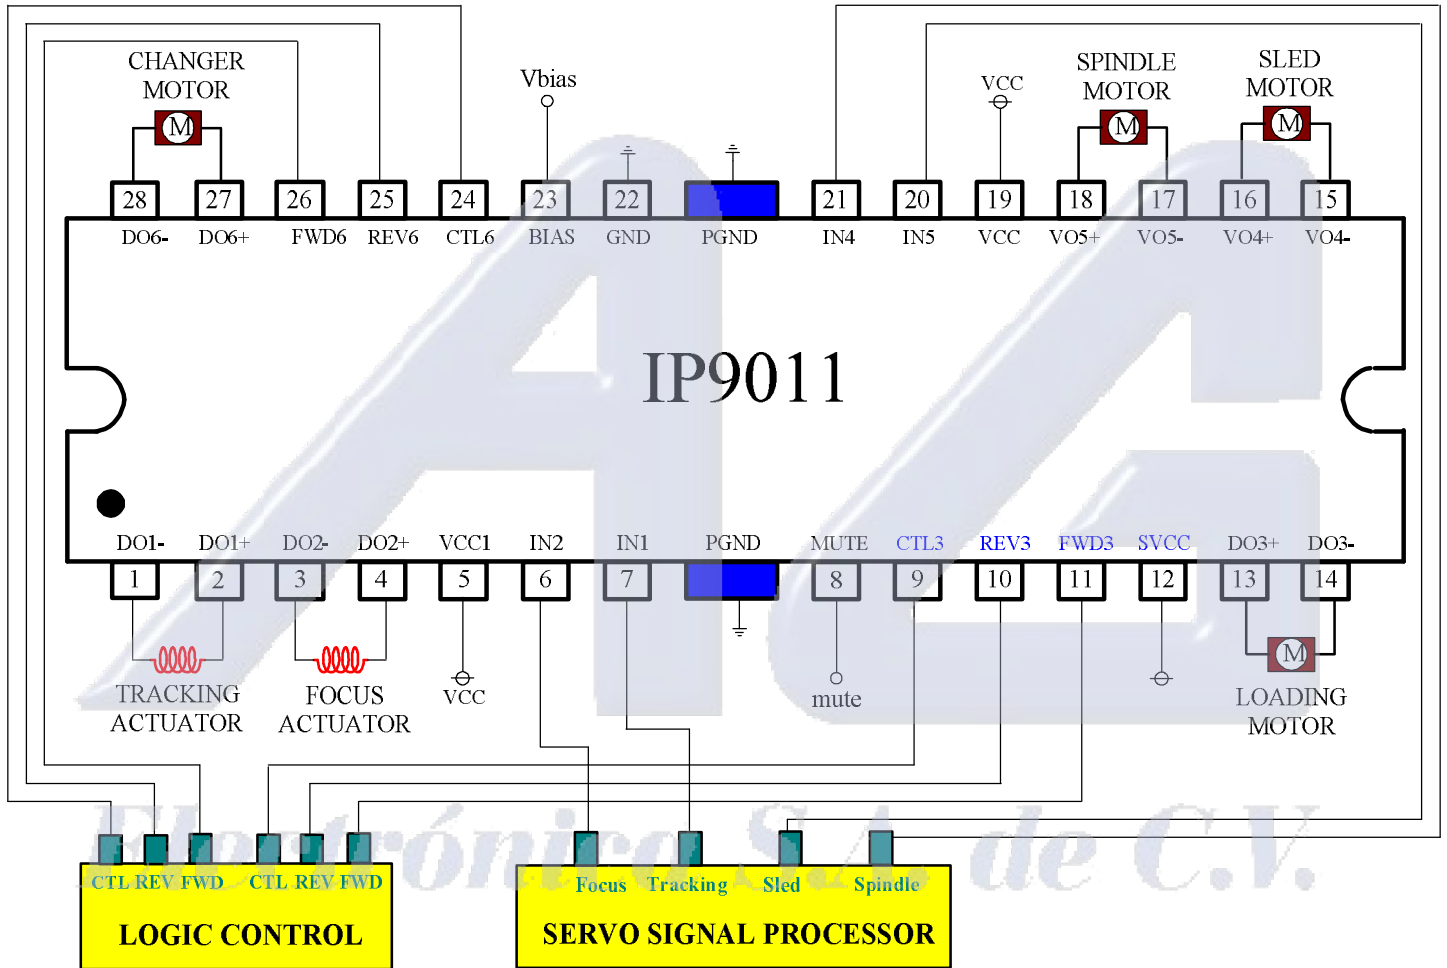 CHANGER
MOTOR
M
Vbias
VCC
SPINDLE
MOTOR
M
SLED
MOTOR
M
28 27 26 25 24 23 22 21 20 19 18 17 16 15
DO6- DO6+ FWD6 REV6 CTL6 BIAS GND PGND IN4 IN5 VCC VO5+ VO5- VO4+ VO4-
IP9011
DO1- DO1+ DO2- DO2+ VCC1 IN2 IN1 PGND MUTE CTL3 REV3 FWD3 SVCC DO3+ DO3-
1 2 3 4 5 6 7 8 9 10 11 12 13 14
TRACKING
ACTUATOR
FOCUS
ACTUATOR
VCC
mute
M
LOADING
MOTOR
AG
Electrónica S.A. de C.V.
CTL REV FWD CTL REV FWD
LOGIC CONTROL
Focus Tracking Sled Spindle
SERVO SIGNAL PROCESSOR